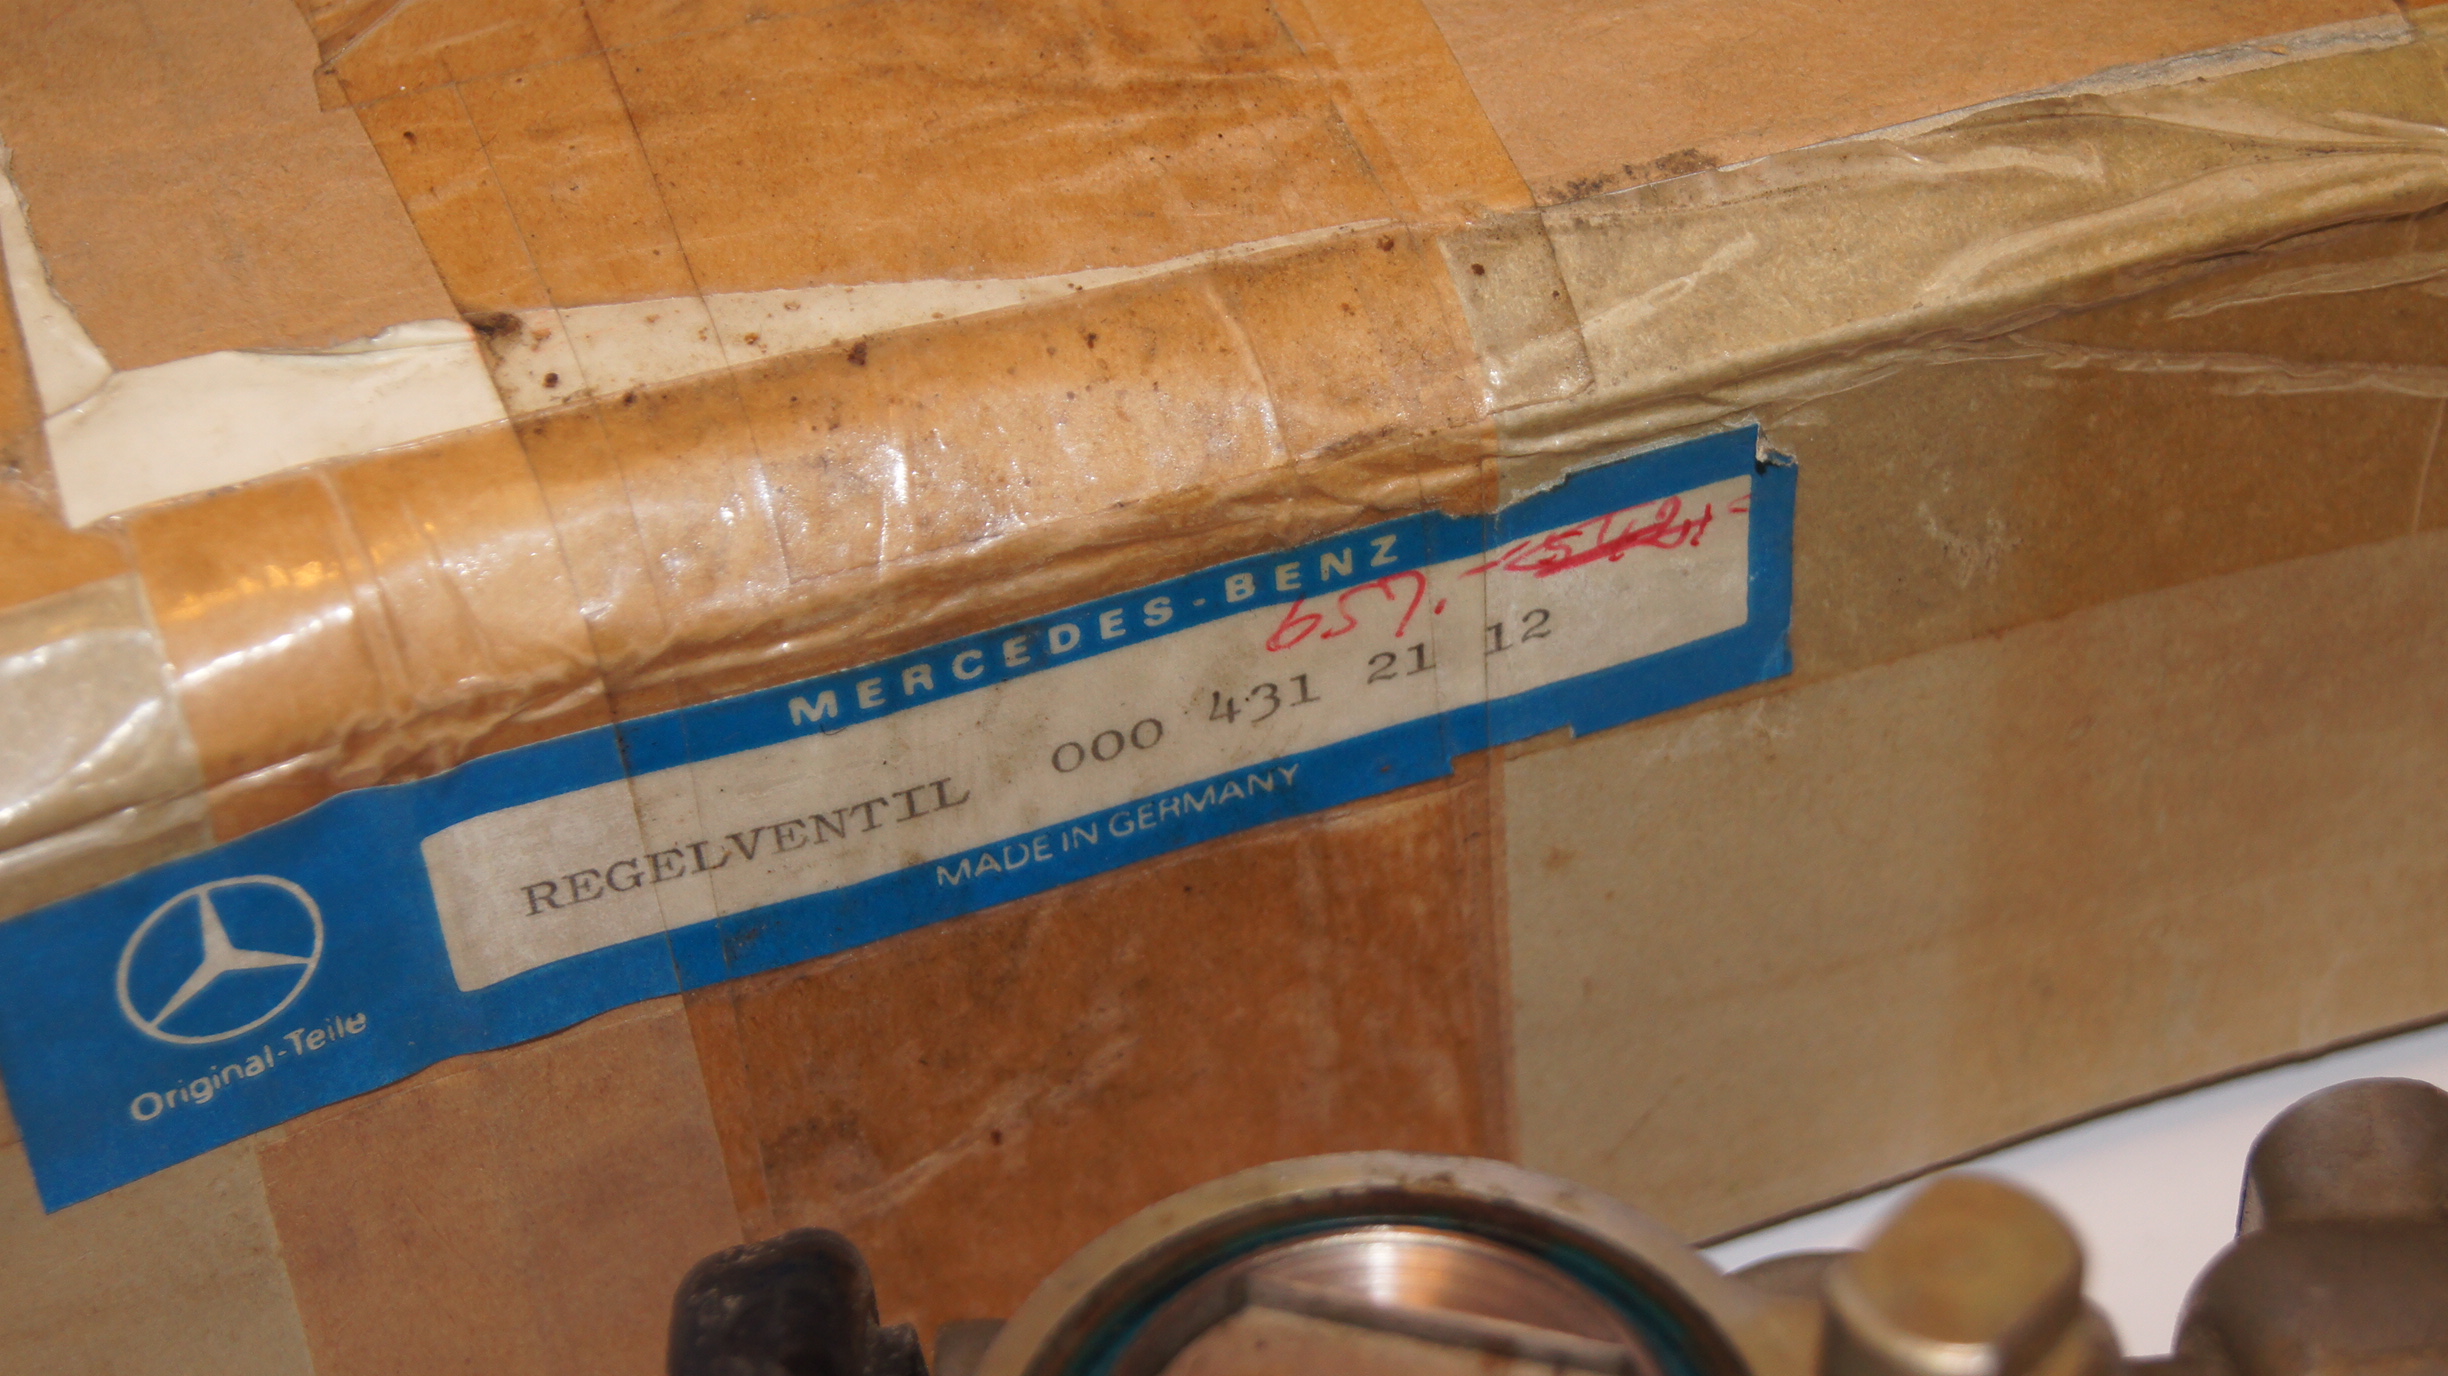 MERCEDES-BENZ
657.
REGELVENTIL 000 431 21 12
MADE IN GERMANY
Original-Teile